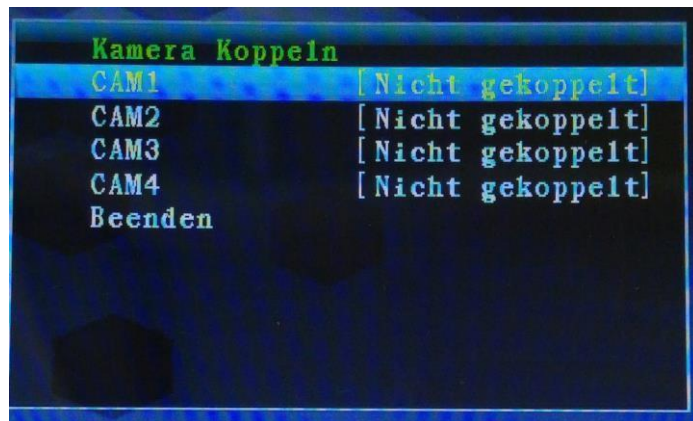 Kamera Koppeln
CAM1 [Nicht gekoppelt]
CAM2 [Nicht gekoppelt]
CAM3 [Nicht gekoppelt]
CAM4 [Nicht gekoppelt]
Beenden